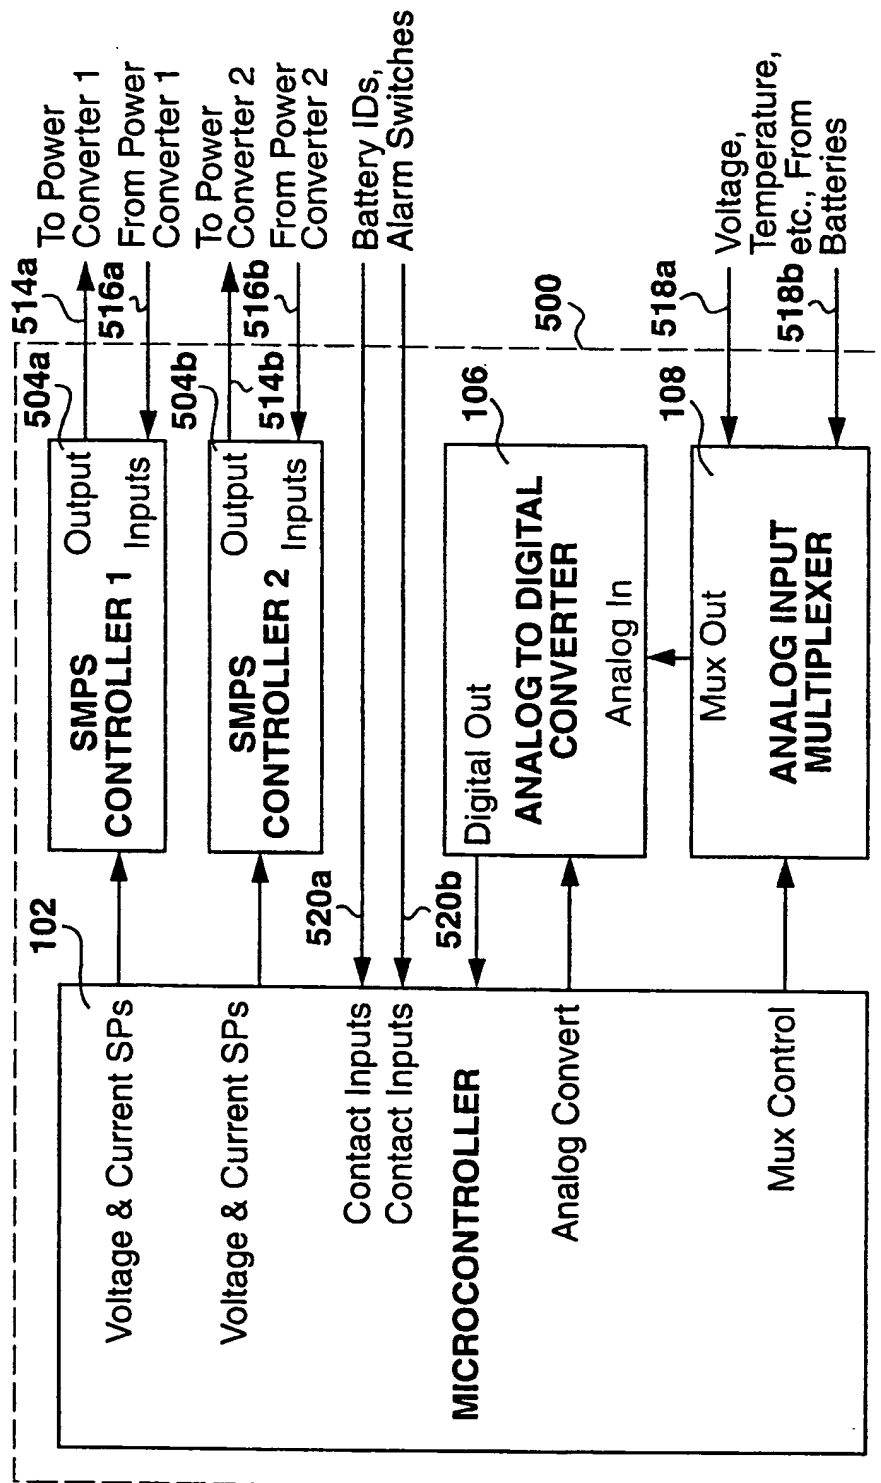 102
Voltage & Current SPs
Voltage & Current SPs
Contact Inputs
Contact Inputs
MICROCONTROLLER
Analog Convert
Mux Control
504a
Output
SMPS
CONTROLLER 1
Inputs
504b
Output
SMPS
CONTROLLER 2
Inputs
520a
520b
106
Digital Out
ANALOG TO DIGITAL
CONVERTER
Analog In
108
Mux Out
ANALOG INPUT
MULTIPLEXER
514a
To Power
Converter 1
516a
From Power
Converter 1
514b
To Power
Converter 2
516b
From Power
Converter 2
Battery IDs,
Alarm Switches
500
518a
Voltage,
Temperature,
etc., From
Batteries
518b